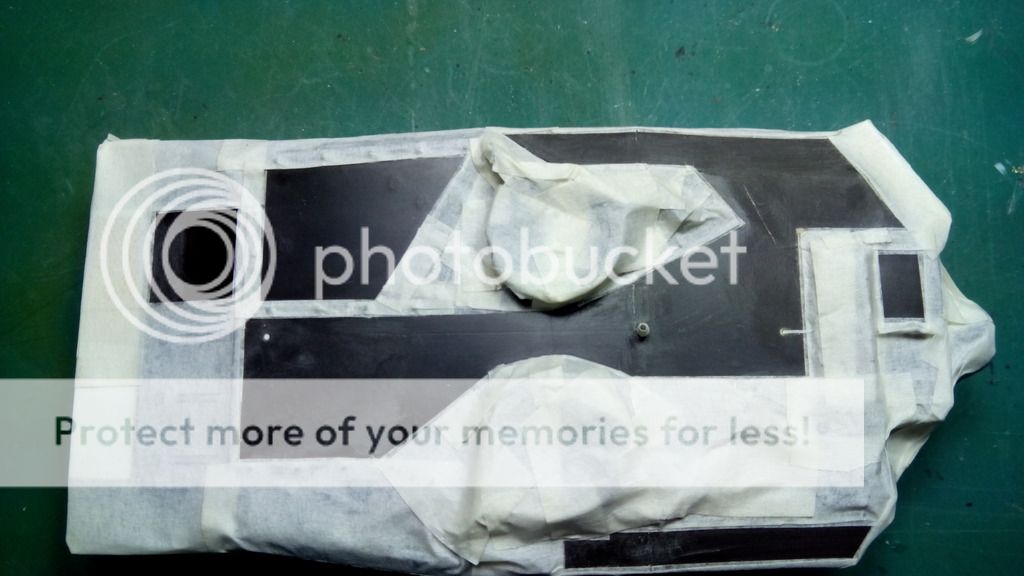 photobucket
Protect more of your memories for less!